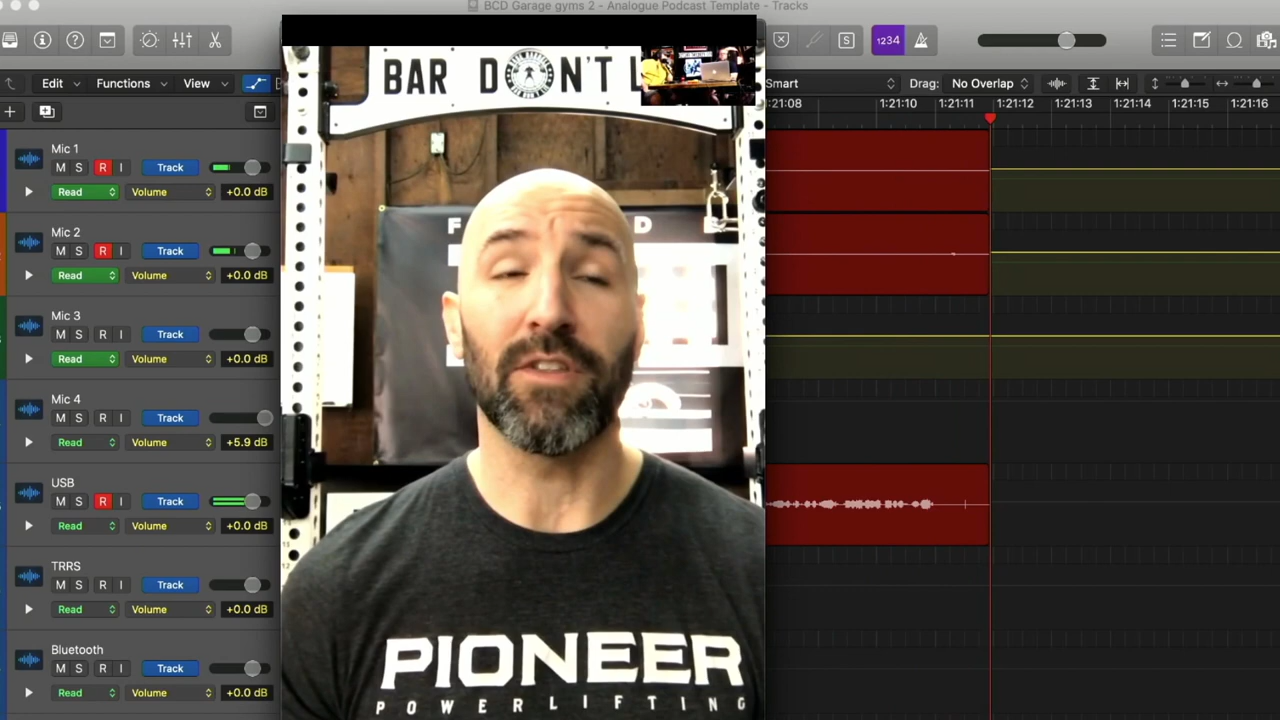 BCD Garage gyms 2 - Analogue Podcast Template - Tracks
1234
Edit Functions View
Smart Drag: No Overlap
1:21:08 1:21:10 1:21:11 1:21:12 1:21:13 1:21:14 1:21:15 1:21:16
BAR DON'T
Mic 1
M S R I Track
Read Volume +0.0 dB
Mic 2
M S R I Track
Read Volume +0.0 dB
Mic 3
M S R I Track
Read Volume +0.0 dB
Mic 4
M S R I Track
Read Volume +5.9 dB
USB
M S R I Track
Read Volume +0.0 dB
TRRS
M S R I Track
Read Volume +0.0 dB
Bluetooth
M S R I Track
Read Volume +0.0 dB
PIONEER
POWERLIFTING